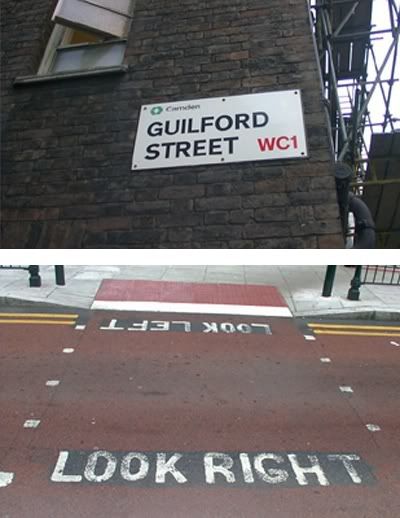 Camden
GUILFORD
STREET WC1
LOOK LEFT
LOOK RIGHT